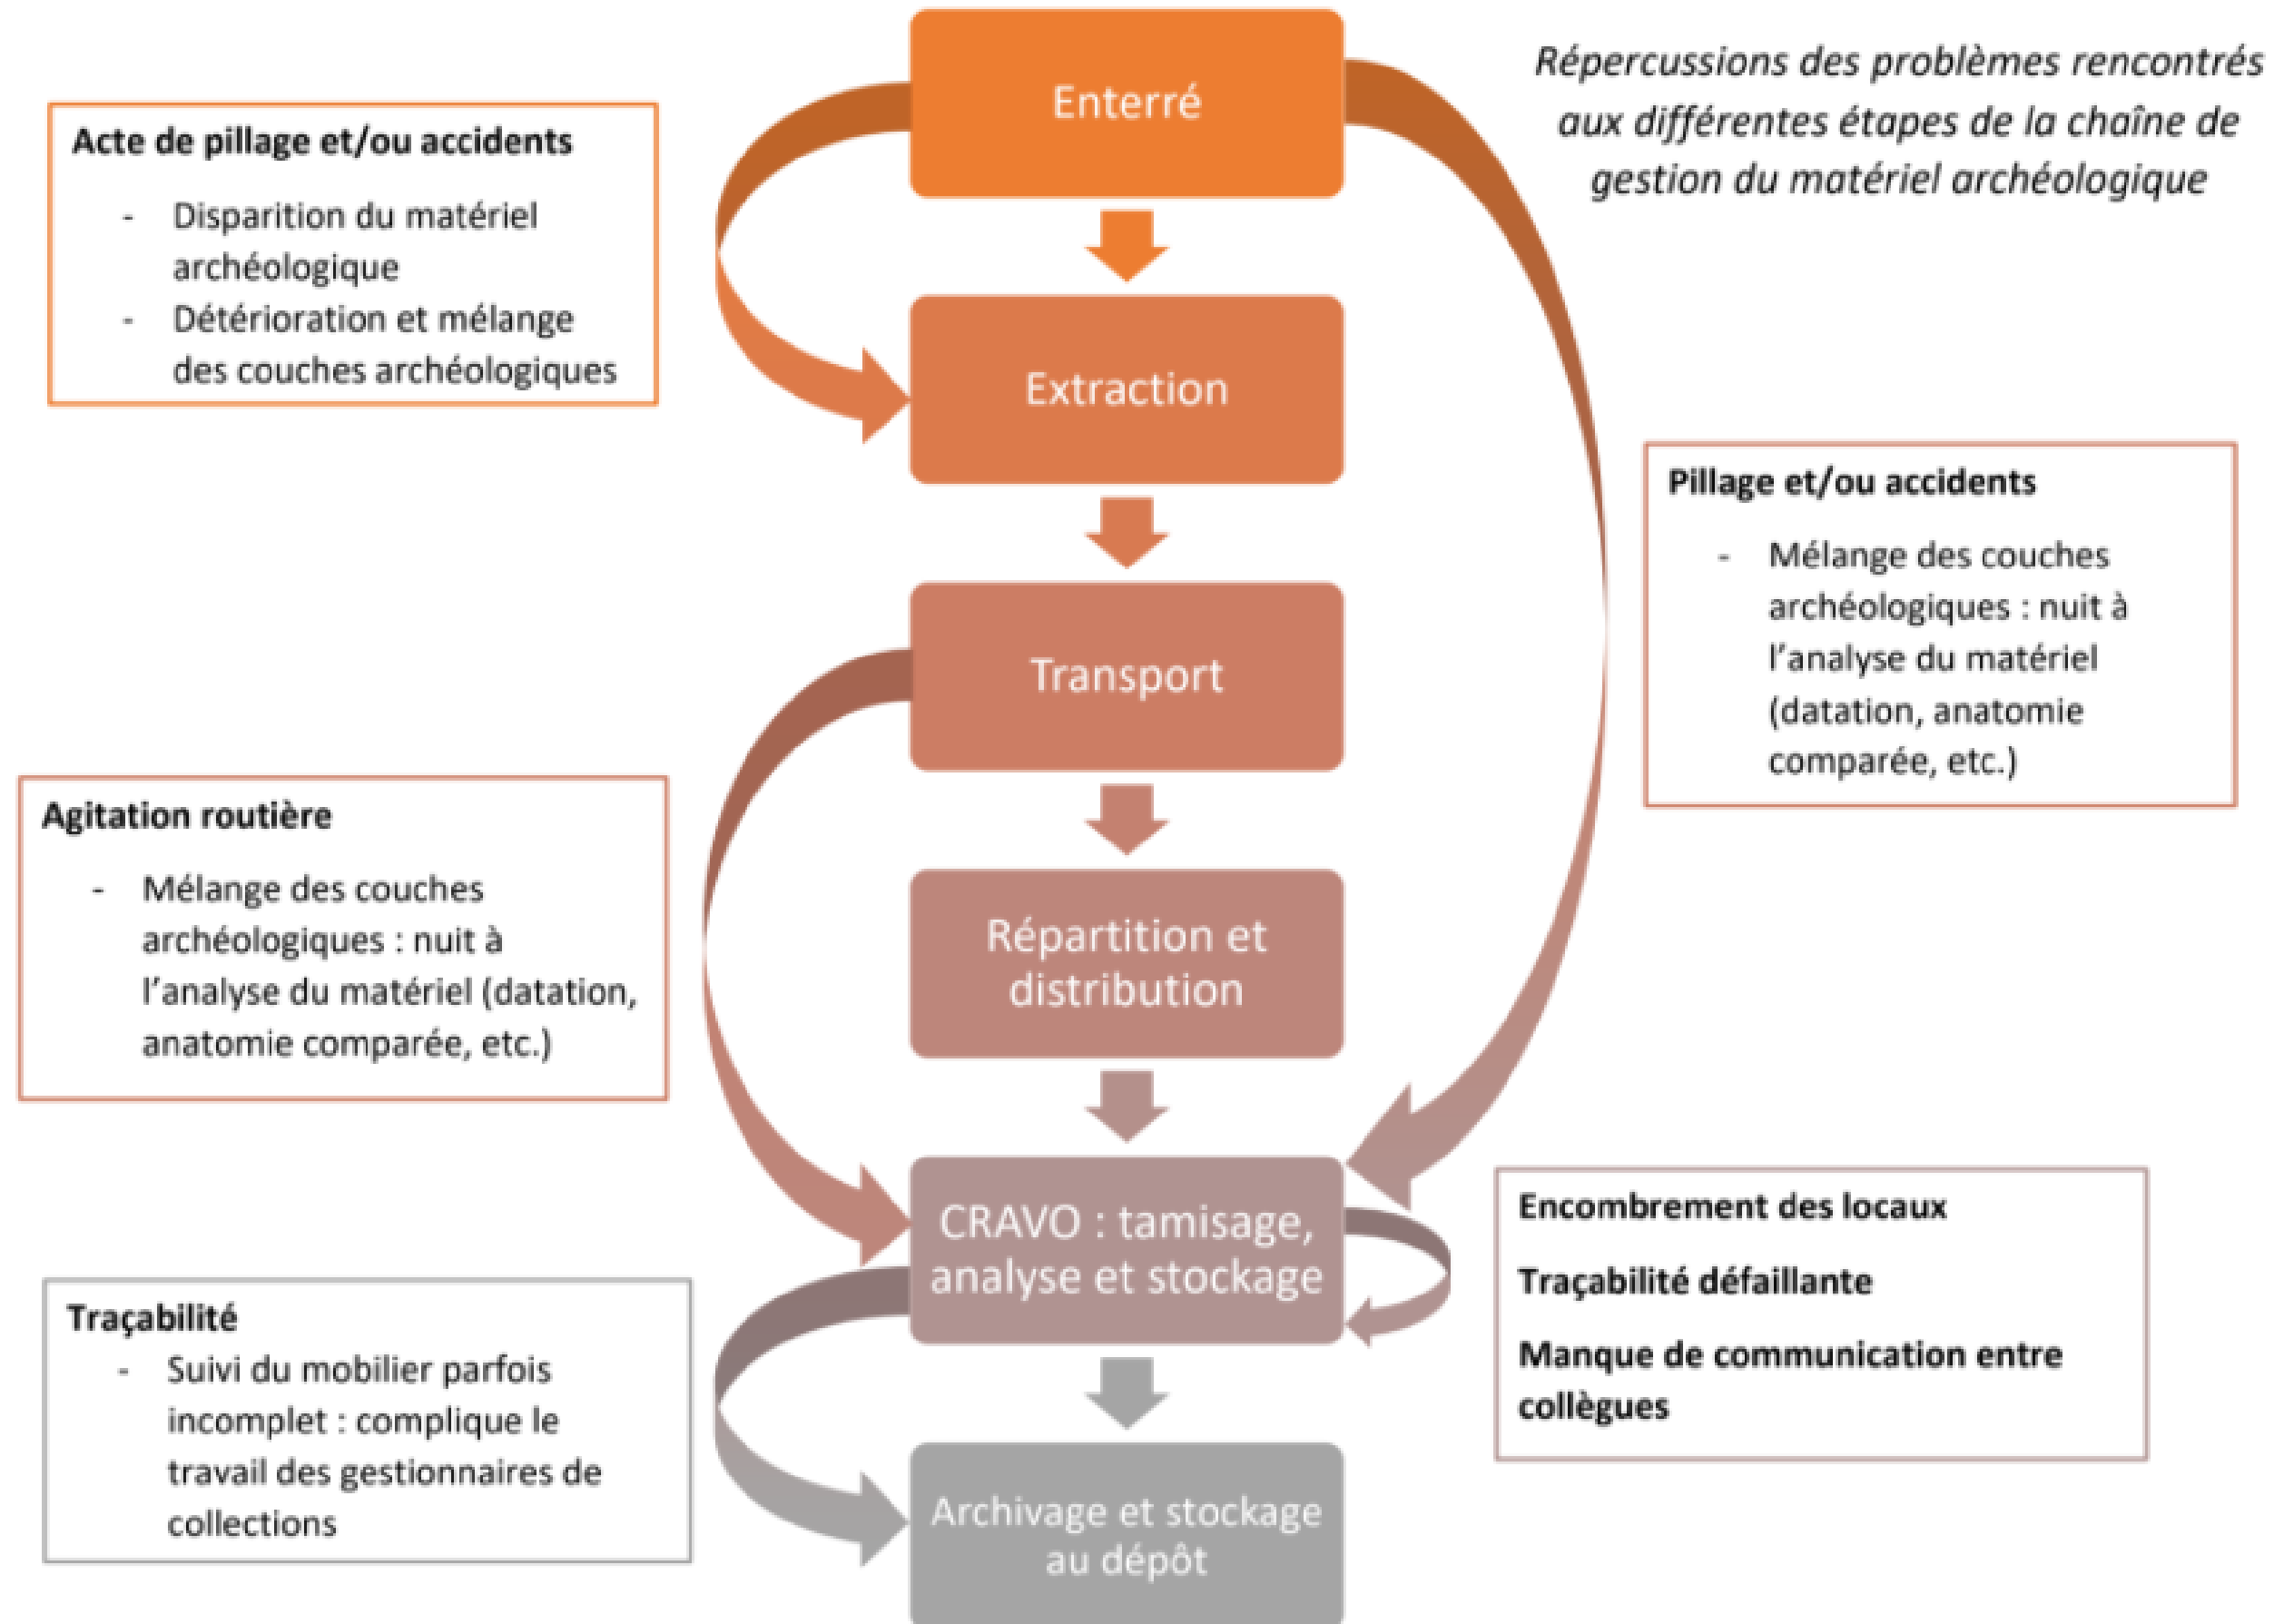 Répercussions des problèmes rencontrés
aux différentes étapes de la chaîne de
gestion du matériel archéologique
Enterré
Acte de pillage et/ou accidents
- Disparition du matériel
archéologique
- Détérioration et mélange
des couches archéologiques
Extraction
Pillage et/ou accidents
- Mélange des couches
archéologiques : nuit à
l'analyse du matériel
(datation, anatomie
comparée, etc.)
Transport
Agitation routière
- Mélange des couches
archéologiques : nuit à
l'analyse du matériel (datation,
anatomie comparée, etc.)
Répartition et
distribution
CRAVO : tamisage,
analyse et stockage
Encombrement des locaux
Traçabilité défaillante
Manque de communication entre
collègues
Traçabilité
- Suivi du mobilier parfois
incomplet : complique le
travail des gestionnaires de
collections
Archivage et stockage
au dépôt